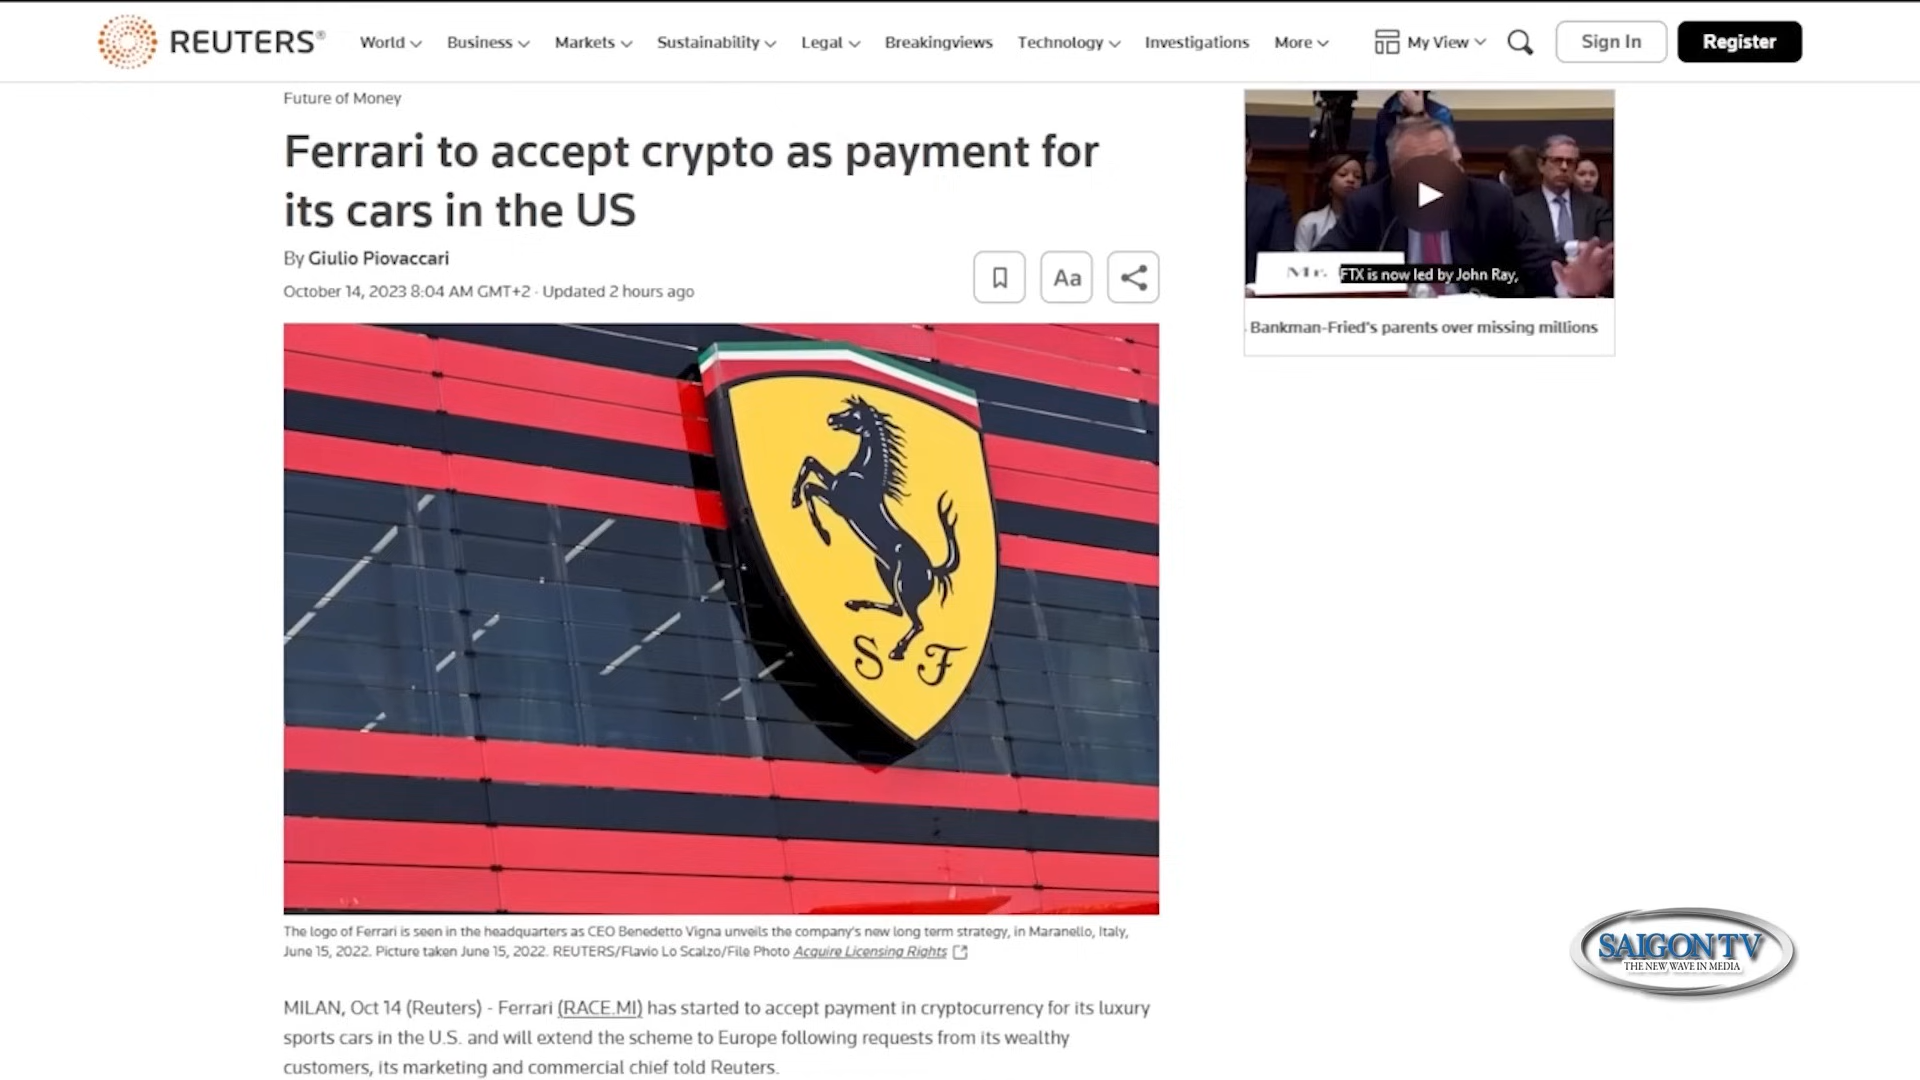 REUTERS®
World
Business
Markets
Sustainability
Legal
Breakingviews
Technology
Investigations
More
My View
Sign In
Register
Future of Money
Ferrari to accept crypto as payment for
its cars in the US
By Giulio Piovaccari
October 14, 2023 8:04 AM GMT+2 · Updated 2 hours ago
Aa
Mr.
FTX is now led by John Ray,
Bankman-Fried's parents over missing millions
S F
The logo of Ferrari is seen in the headquarters as CEO Benedetto Vigna unveils the company's new long term strategy, in Maranello, Italy,
June 15, 2022. Picture taken June 15, 2022. REUTERS/Flavio Lo Scalzo/File Photo Acquire Licensing Rights
MILAN, Oct 14 (Reuters) - Ferrari (RACE.MI) has started to accept payment in cryptocurrency for its luxury
sports cars in the U.S. and will extend the scheme to Europe following requests from its wealthy
customers, its marketing and commercial chief told Reuters.
SAIGON TV
THE NEW WAVE IN MEDIA